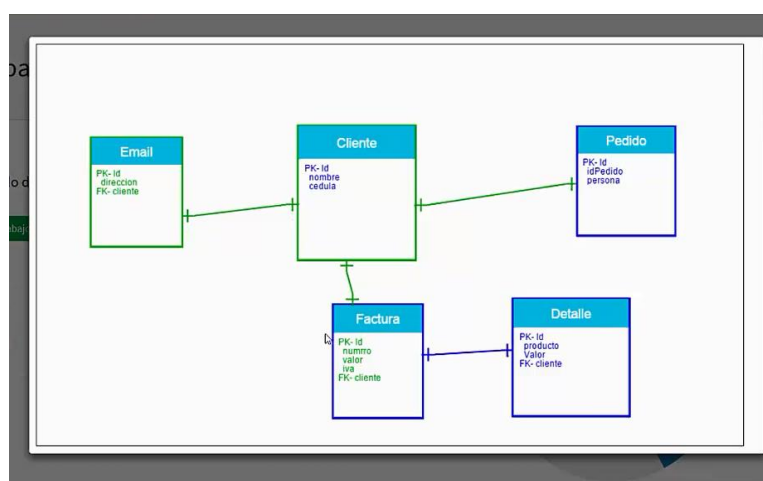 Email
PK- Id
direccion
FK- cliente
Cliente
PK- Id
nombre
cedula
Pedido
PK- Id
idPedido
persona
Factura
PK- Id
numrro
valor
iva
FK- cliente
Detalle
PK- Id
producto
Valor
FK- cliente